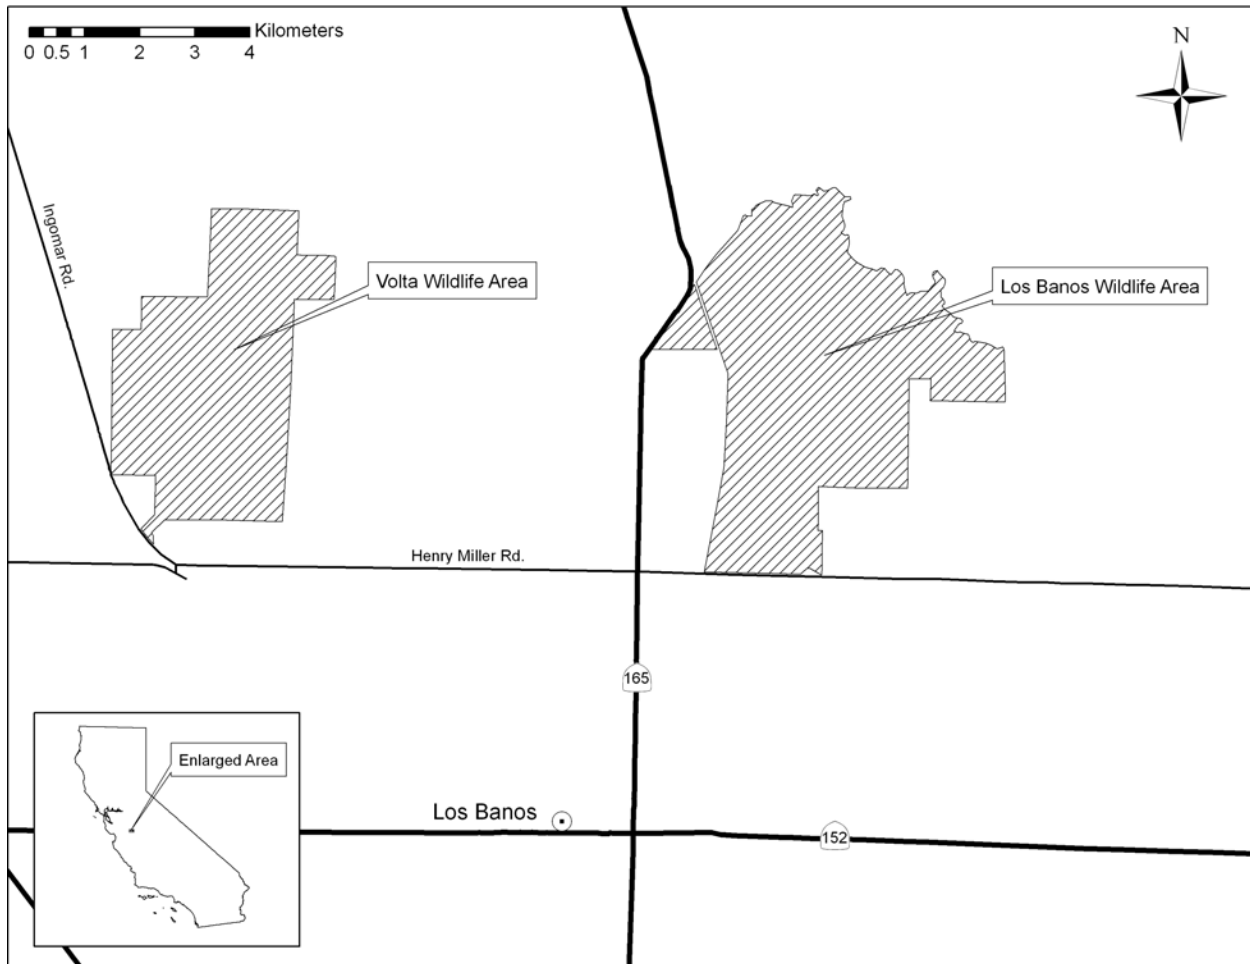 Kilometers
0 0.5 1 2 3 4
N
Ingomar Rd.
Volta Wildlife Area
Los Banos Wildlife Area
Henry Miller Rd.
165
Enlarged Area
Los Banos
152